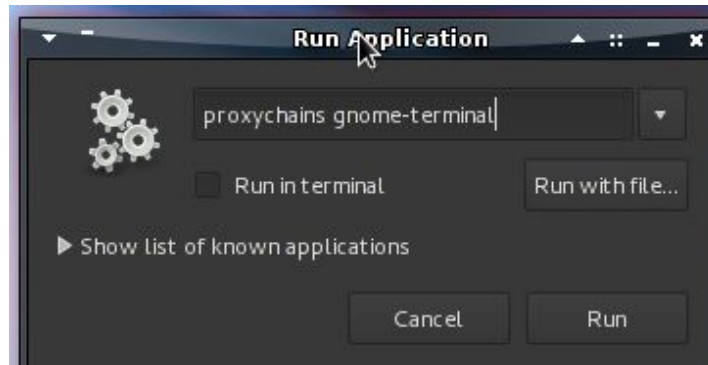 Run Application
proxychains gnome-terminal
Run in terminal
Run with file...
Show list of known applications
Cancel
Run